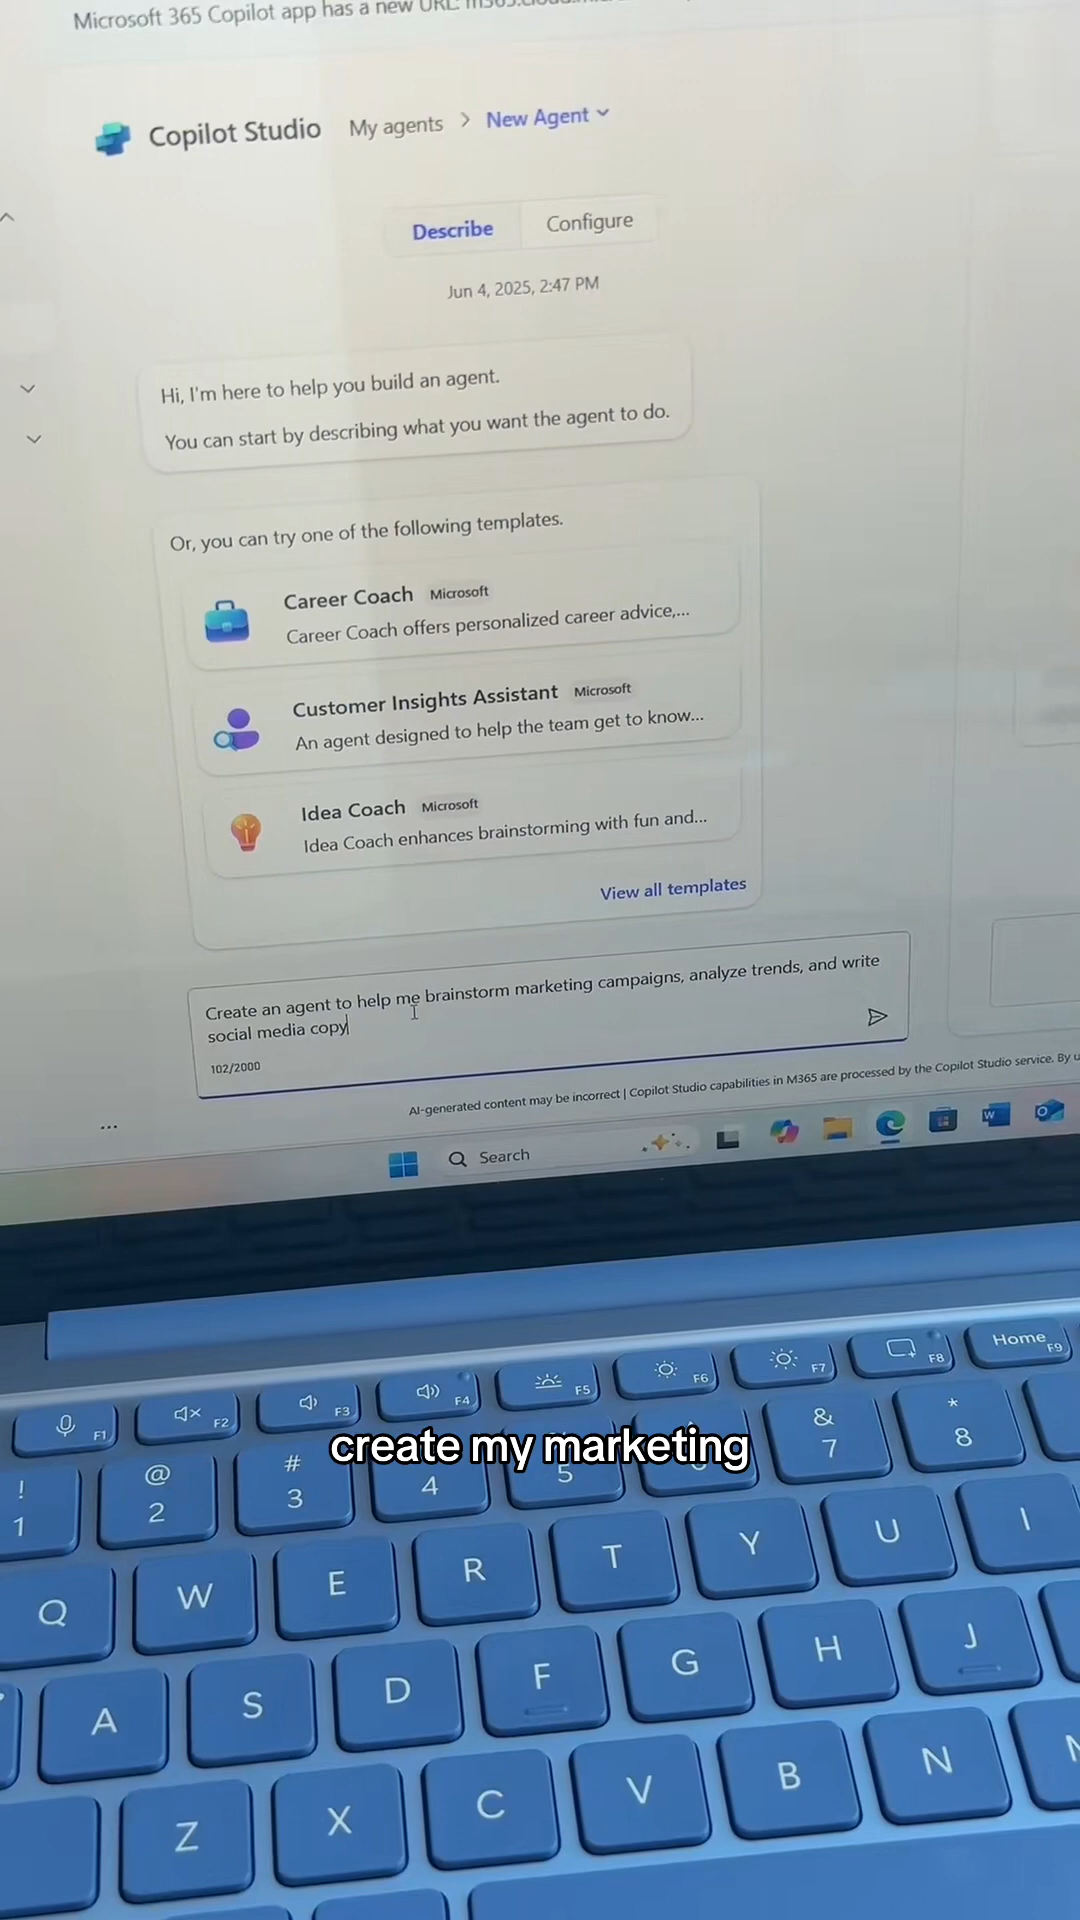 Microsoft 365 Copilot app has a new URL:
Copilot Studio My agents > New Agent
Describe Configure
Jun 4, 2025, 2:47 PM
Hi, I'm here to help you build an agent.
You can start by describing what you want the agent to do.
Or, you can try one of the following templates.
Career Coach Microsoft
Career Coach offers personalized career advice,...
Customer Insights Assistant Microsoft
An agent designed to help the team get to know...
Idea Coach Microsoft
Idea Coach enhances brainstorming with fun and...
View all templates
Create an agent to help me brainstorm marketing campaigns, analyze trends, and write
social media copy
102/2000
AI-generated content may be incorrect | Copilot Studio capabilities in M365 are processed by the Copilot Studio service. By
...
Search
Home
F1 F2 F3 F4 F5 F6 F7 F8 F9
create my marketing
! @ # & *
1 2 3 4 5 7 8
Q W E R T Y U I
A S D F G H J
Z X C V B N